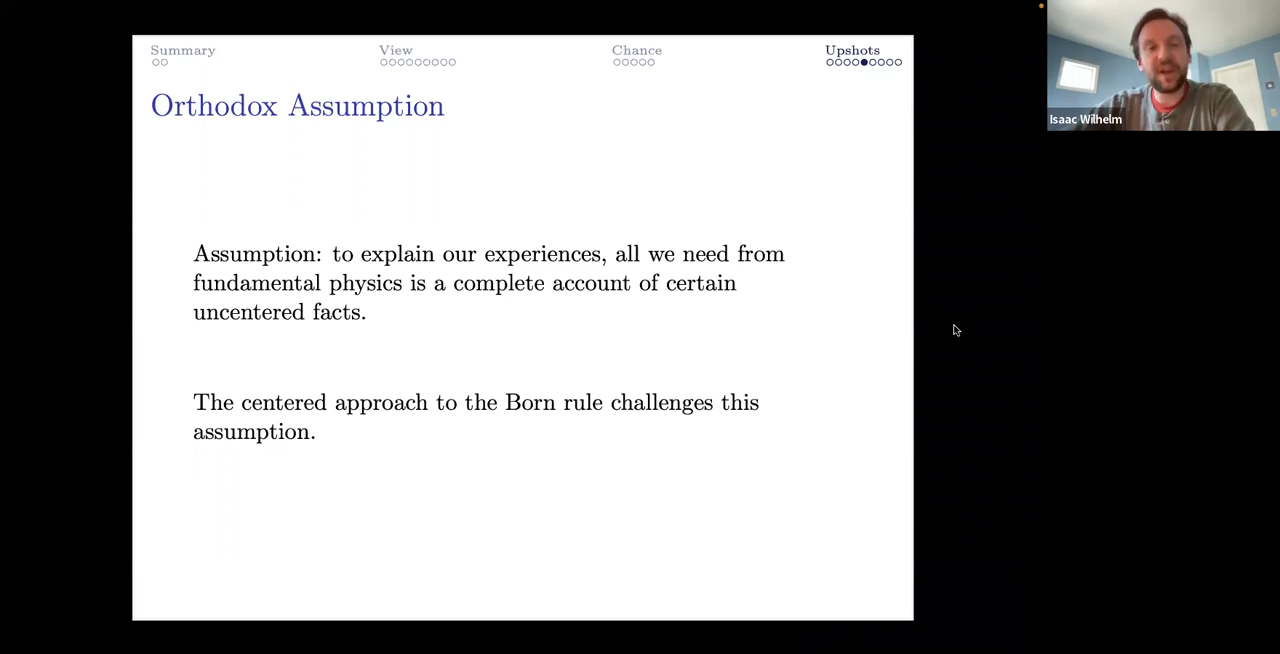 Summary View Chance Upshots
Orthodox Assumption
Assumption: to explain our experiences, all we need from
fundamental physics is a complete account of certain
uncentered facts.
The centered approach to the Born rule challenges this
assumption.
Isaac Wilhelm